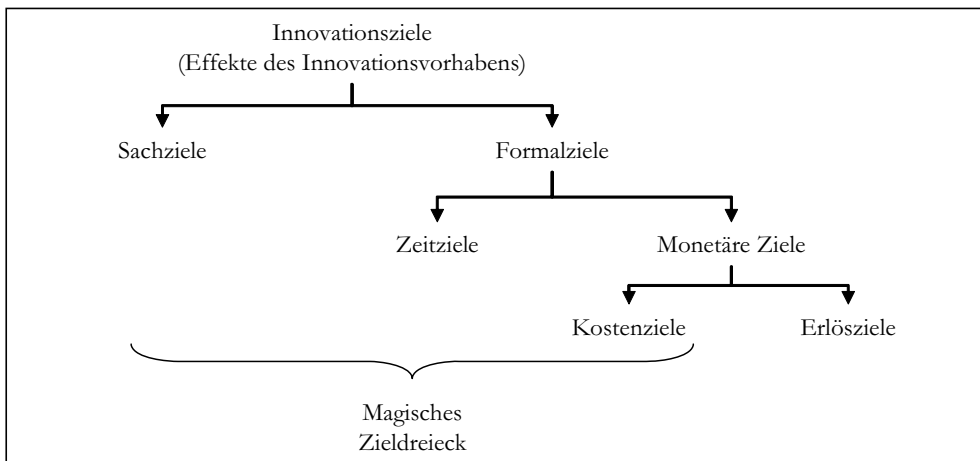 Innovationsziele
(Effekte des Innovationsvorhabens)
Sachziele
Formalziele
Zeitziele
Monetäre Ziele
Kostenziele
Erlösziele
Magisches
Zieldreieck